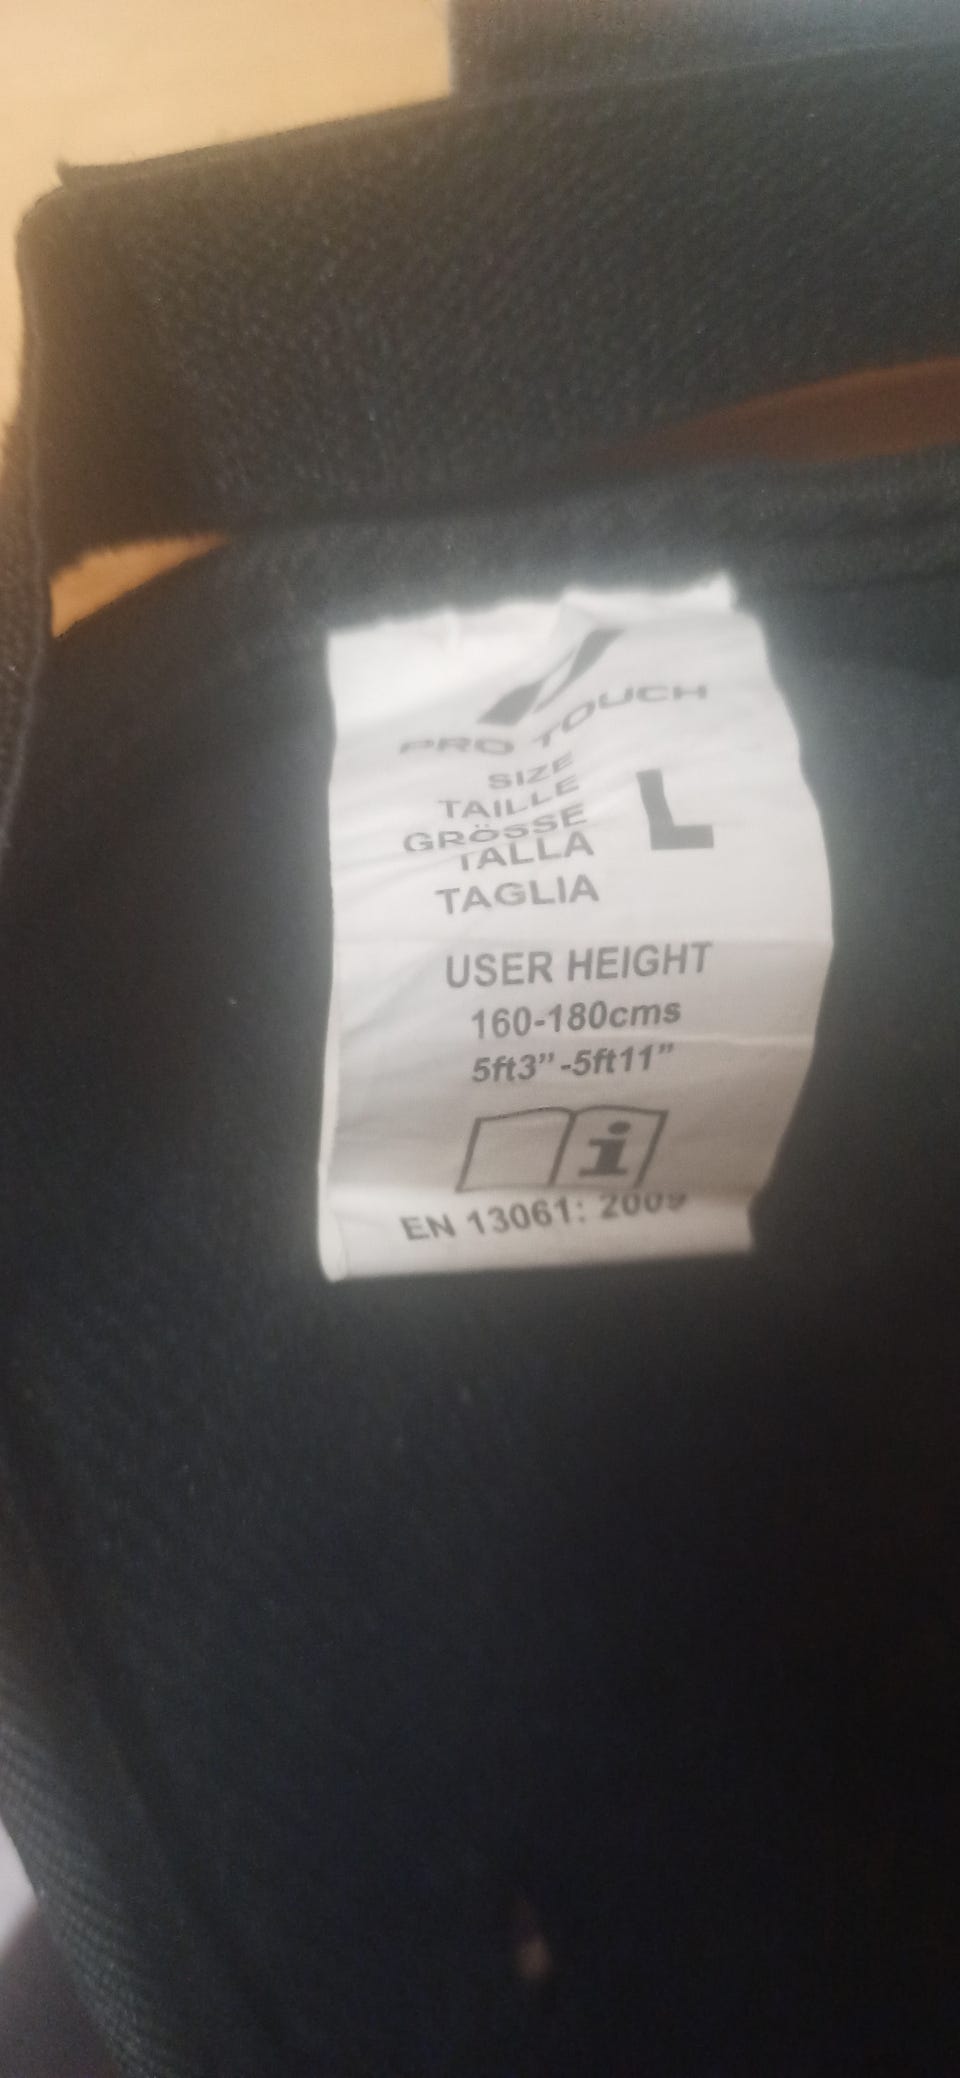 PRO TOUCH
SIZE
TAILLE
GRÖSSE
TALLA
TAGLIA
L
USER HEIGHT
160-180cms
5ft3”-5ft11”
i
EN 13061: 2009